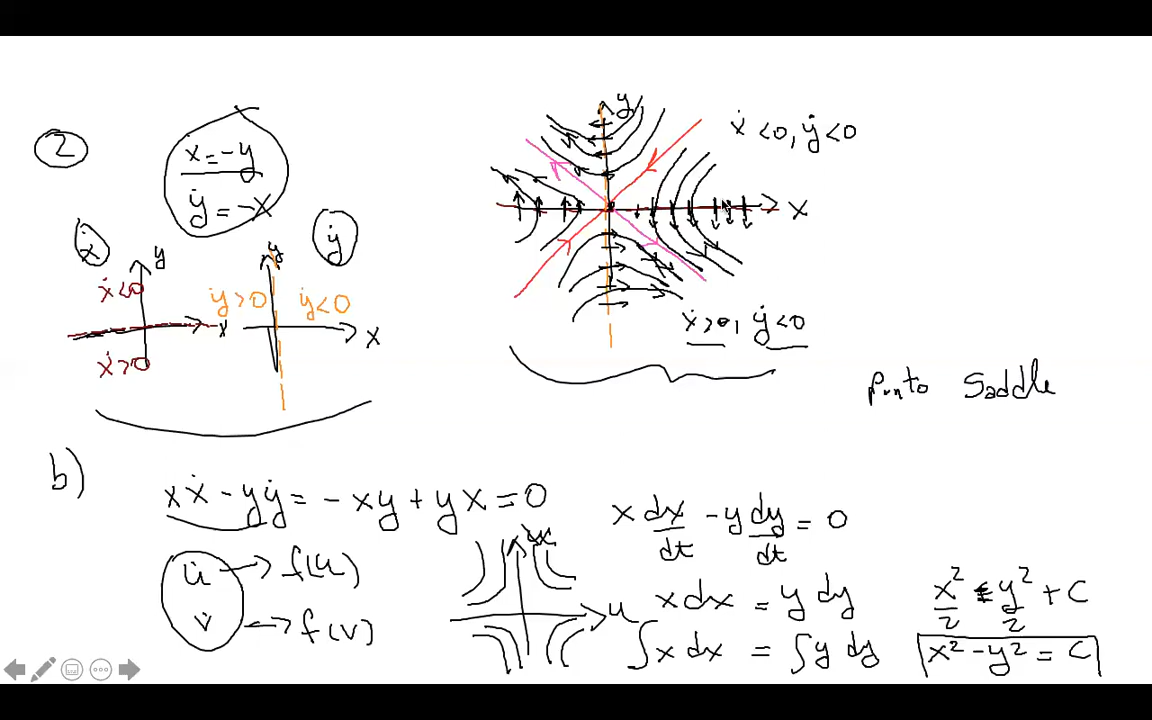 2
ẋ = -y
ẏ = -x
ẋ
ẏ
y
x
ẋ<0
ẋ>0
y
x
ẏ>0
ẏ<0
y
x
ẋ<0, ẏ<0
ẋ>0, ẏ<0
Punto Saddle
b)
xẋ - yẏ = -xy + yx = 0
u̇ → f(u)
v̇ ↔ f(v)
u
x dx/dt - y dy/dt = 0
x dx = y dy
∫x dx = ∫y dy
x²/2 = y²/2 + C
x² - y² = C